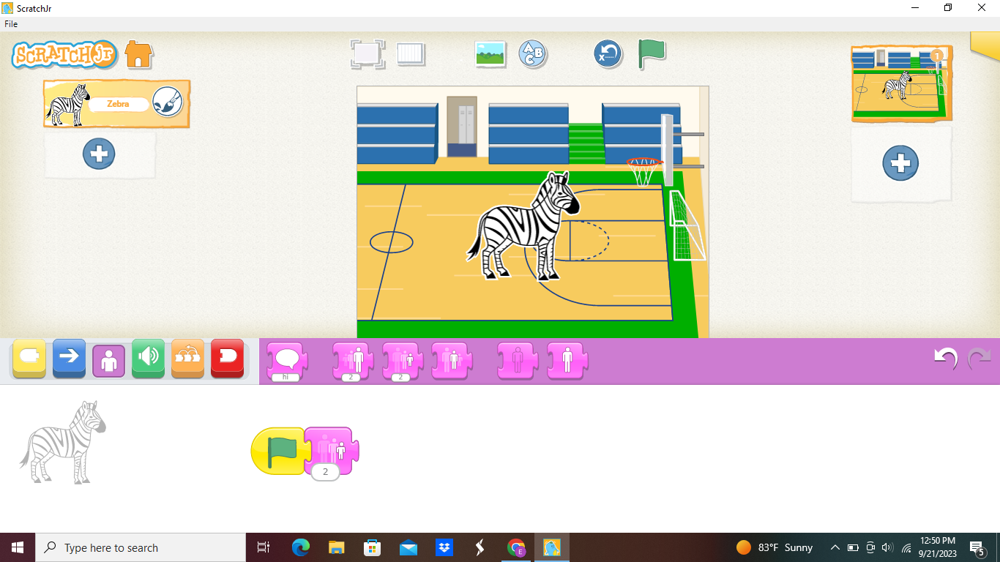 ScratchJr
File
SCRATCHJr
ABC
x
1
Zebra
hi
2
2
2
Type here to search
E
83°F Sunny
12:50 PM
9/21/2023
5